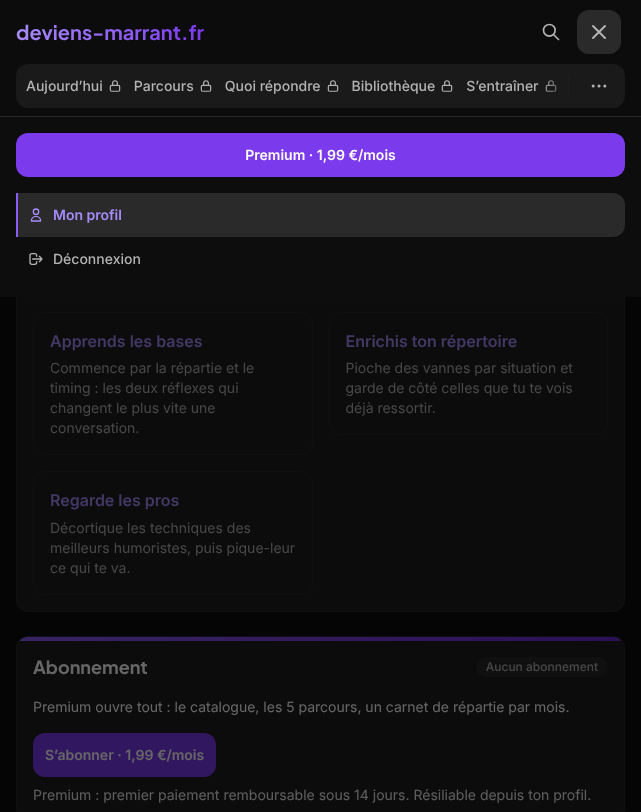 deviens-marrant.fr
Aujourd'hui Parcours Quoi répondre Bibliothèque S'entraîner
Premium · 1,99 €/mois
Mon profil
Déconnexion
Apprends les bases
Commence par la répartie et le
timing : les deux réflexes qui
changent le plus vite une
conversation.
Enrichis ton répertoire
Pioche des vannes par situation et
garde de côté celles que tu te vois
déjà ressortir.
Regarde les pros
Décortique les techniques des
meilleurs humoristes, puis pique-leur
ce qui te va.
Abonnement
Aucun abonnement
Premium ouvre tout : le catalogue, les 5 parcours, un carnet de répartie par mois.
S'abonner · 1,99 €/mois
Premium : premier paiement remboursable sous 14 jours. Résiliable depuis ton profil.